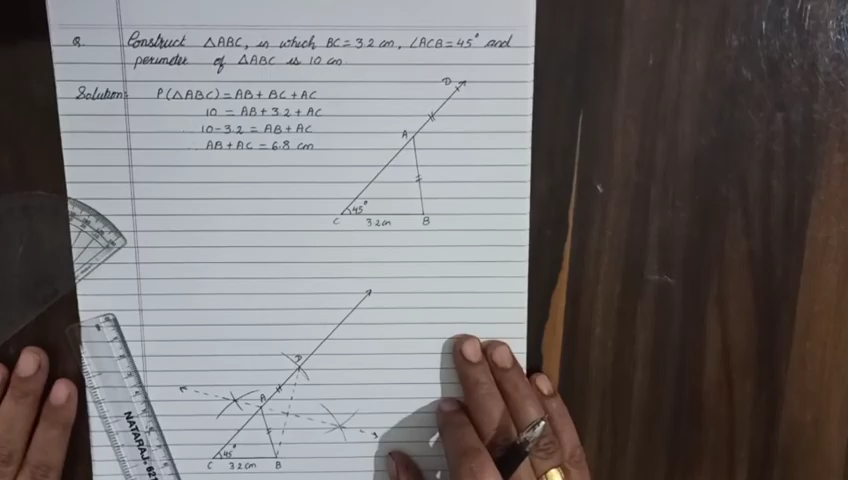 Q. Construct △ABC, in which BC = 3.2 cm, ∠ACB = 45° and
perimeter of △ABC is 10 cm.
Solution:- P(△ABC) = AB + BC + AC
10 = AB + 3.2 + AC
10 - 3.2 = AB + AC
AB + AC = 6.8 cm
D
A
45°
C
3.2 cm
B
D
A
45°
C
3.2 cm
B
NATARAJ